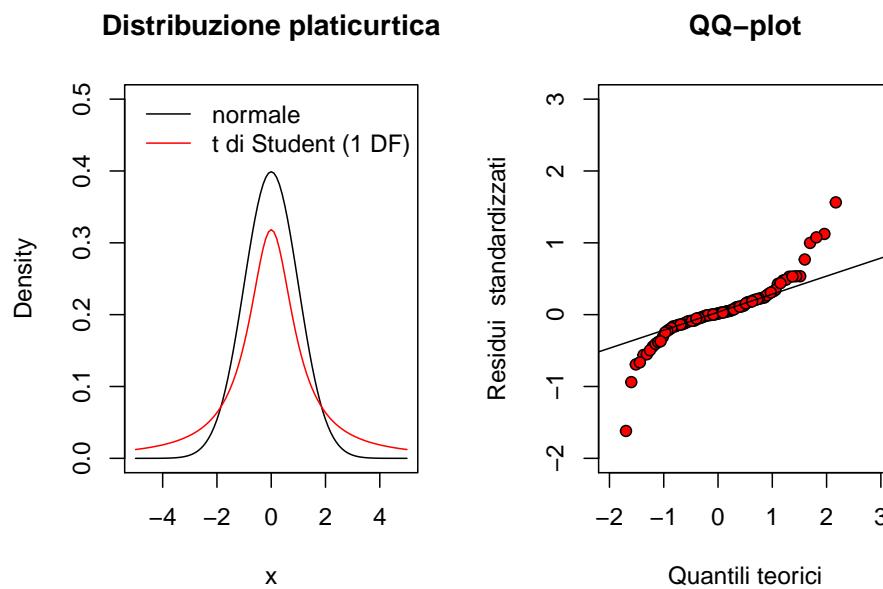 Distribuzione platicurtica
0.5
0.4
0.3
0.2
0.1
0.0
Density
normale
t di Student (1 DF)
−4 −2 0 2 4
x
QQ−plot
3
2
1
0
−1
−2
Residui standardizzati
−2 −1 0 1 2 3
Quantili teorici